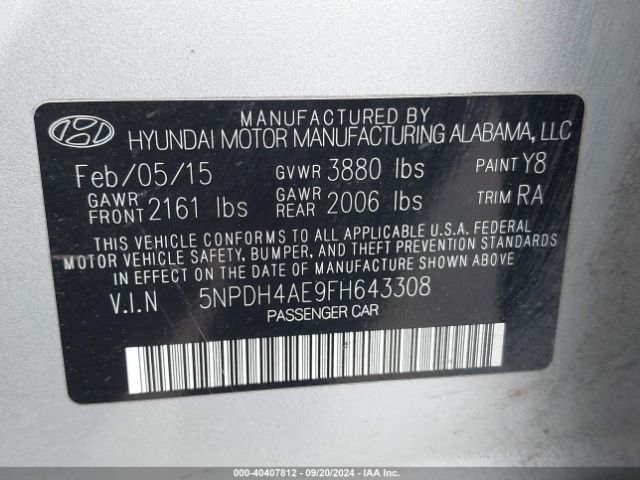 MANUFACTURED BY
HYUNDAI MOTOR MANUFACTURING ALABAMA, LLC
Feb/05/15 GVWR 3880 lbs PAINT Y8
GAWR FRONT 2161 lbs GAWR REAR 2006 lbs TRIM RA
THIS VEHICLE CONFORMS TO ALL APPLICABLE U.S.A. FEDERAL
MOTOR VEHICLE SAFETY, BUMPER, AND THEFT PREVENTION STANDARDS
IN EFFECT ON THE DATE OF MANUFACTURE SHOWN ABOVE
V.I.N 5NPDH4AE9FH643308
PASSENGER CAR
000-40407812 - 09/20/2024 - IAA Inc.